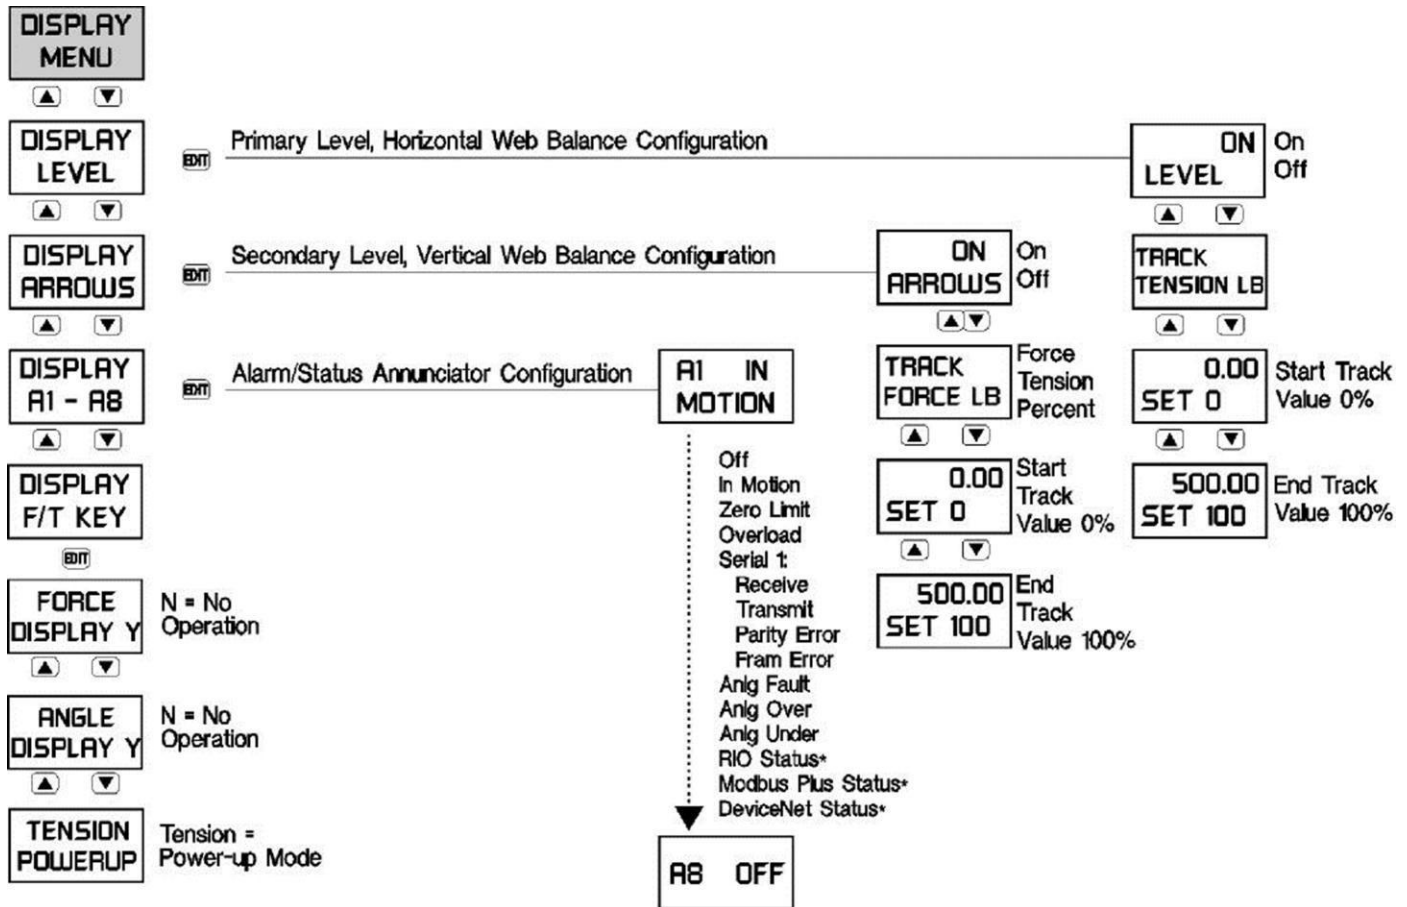 DISPLAY
MENU
DISPLAY
LEVEL
EDIT
Primary Level, Horizontal Web Balance Configuration
ON
LEVEL
On
Off
DISPLAY
ARROWS
EDIT
Secondary Level, Vertical Web Balance Configuration
ON
ARROWS
On
Off
TRACK
TENSION LB
DISPLAY
A1 - A8
EDIT
Alarm/Status Annunciator Configuration
A1 IN
MOTION
TRACK
FORCE LB
Force
Tension
Percent
0.00
SET 0
Start Track
Value 0%
Off
In Motion
Zero Limit
Overload
Serial 1:
Receive
Transmit
Parity Error
Fram Error
Anlg Fault
Anlg Over
Anlg Under
RIO Status*
Modbus Plus Status*
DeviceNet Status*
A8 OFF
0.00
SET 0
Start
Track
Value 0%
500.00
SET 100
End Track
Value 100%
500.00
SET 100
End
Track
Value 100%
DISPLAY
F/T KEY
EDIT
FORCE
DISPLAY Y
N = No
Operation
ANGLE
DISPLAY Y
N = No
Operation
TENSION
POWERUP
Tension =
Power-up Mode